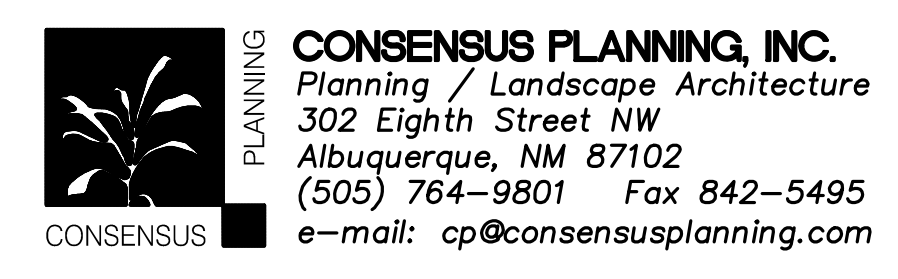 CONSENSUS
PLANNING
CONSENSUS PLANNING, INC.
Planning / Landscape Architecture
302 Eighth Street NW
Albuquerque, NM 87102
(505) 764-9801 Fax 842-5495
e-mail: cp@consensusplanning.com